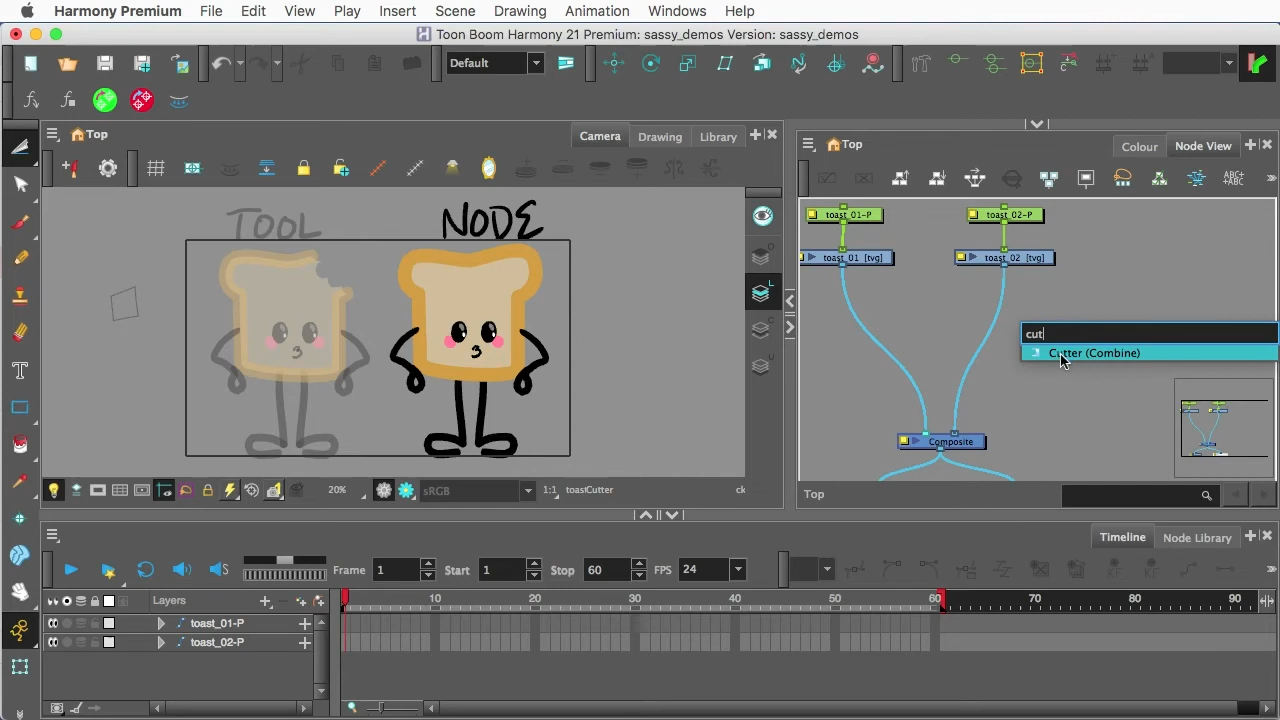 Harmony Premium File Edit View Play Insert Scene Drawing Animation Windows Help
Toon Boom Harmony 21 Premium: sassy_demos Version: sassy_demos
Default
Top
Camera Drawing Library
Top
Colour Node View
ABC
ABC
TOOL
NODE
toast_01-P
toast_02-P
toast_01 [tvg]
toast_02 [tvg]
cut
Cutter (Combine)
Composite
Top
20%
sRGB
1:1
toastCutter
ck
Timeline Node Library
Frame 1 Start 1 Stop 60 FPS 24
Layers
10 20 30 40 50 60 70 80 90
toast_01-P
toast_02-P